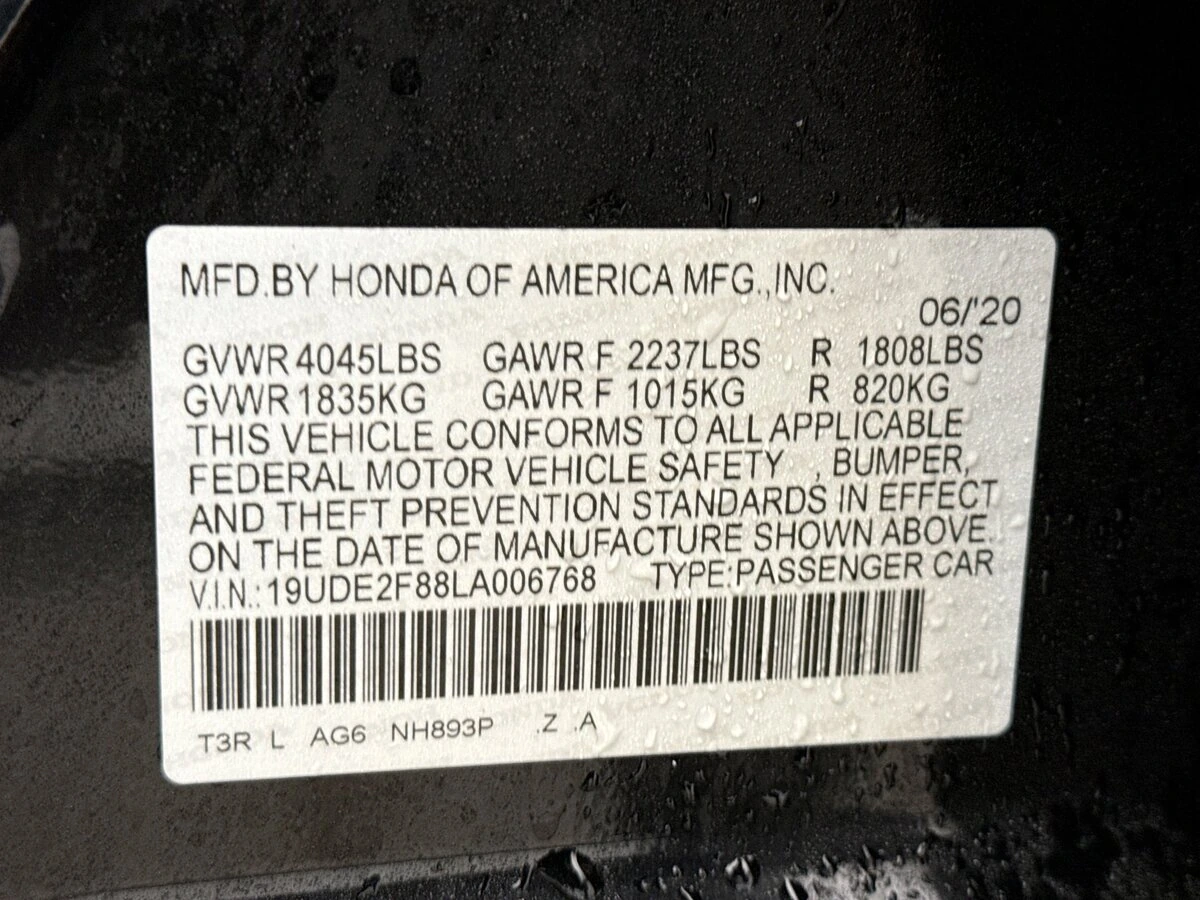 MFD.BY HONDA OF AMERICA MFG.,INC.
06/'20
GVWR 4045LBS GAWR F 2237LBS R 1808LBS
GVWR 1835KG GAWR F 1015KG R 820KG
THIS VEHICLE CONFORMS TO ALL APPLICABLE
FEDERAL MOTOR VEHICLE SAFETY , BUMPER,
AND THEFT PREVENTION STANDARDS IN EFFECT
ON THE DATE OF MANUFACTURE SHOWN ABOVE.
V.I.N.: 19UDE2F88LA006768 TYPE:PASSENGER CAR
T3R L AG6 NH893P .Z .A